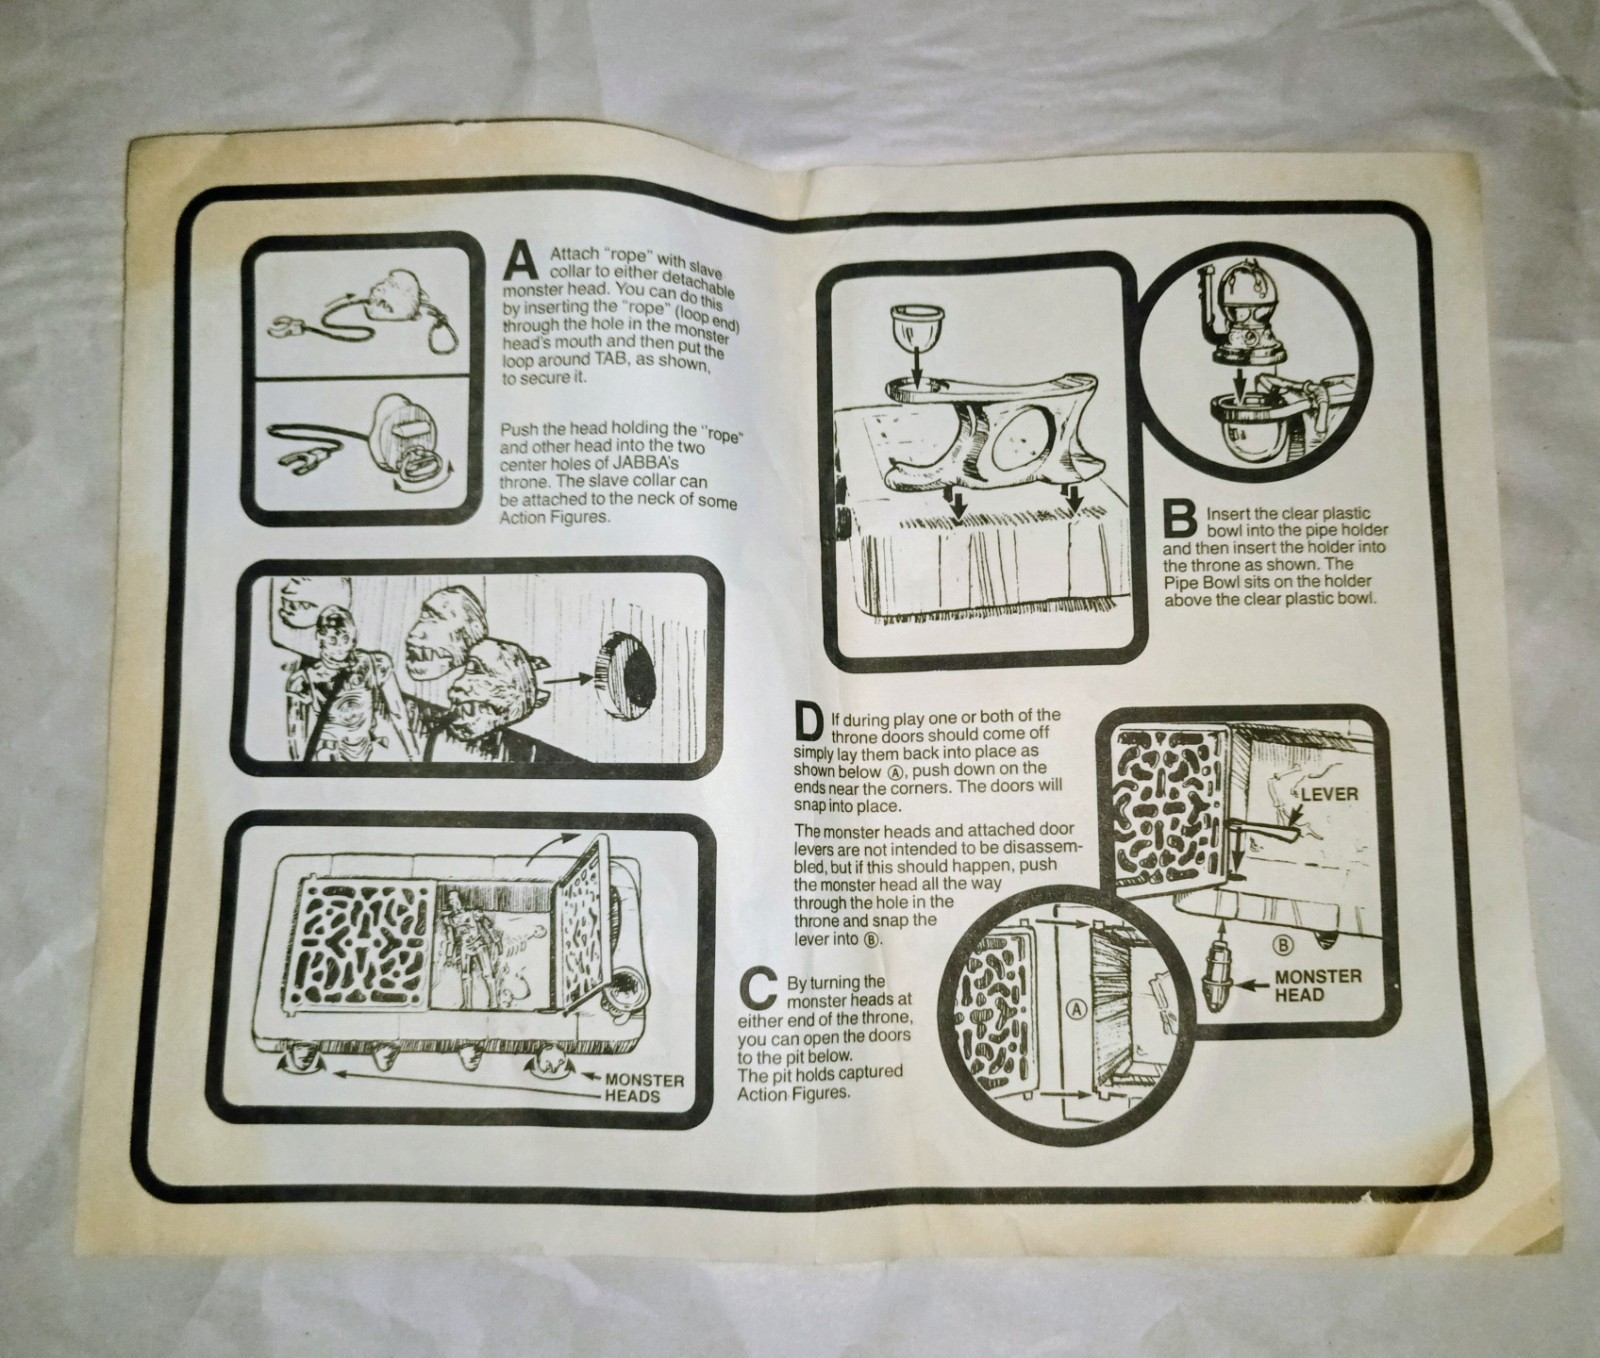 A Attach "rope" with slave
collar to either detachable
monster head. You can do this
by inserting the "rope" (loop end)
through the hole in the monster
head's mouth and then put the
loop around TAB, as shown,
to secure it.
Push the head holding the "rope"
and other head into the two
center holes of JABBA's
throne. The slave collar can
be attached to the neck of some
Action Figures.
B Insert the clear plastic
bowl into the pipe holder
and then insert the holder into
the throne as shown. The
Pipe Bowl sits on the holder
above the clear plastic bowl.
D If during play one or both of the
throne doors should come off
simply lay them back into place as
shown below Ⓐ, push down on the
ends near the corners. The doors will
snap into place.
The monster heads and attached door
levers are not intended to be disassem-
bled, but if this should happen, push
the monster head all the way
through the hole in the
throne and snap the
lever into Ⓑ.
LEVER
Ⓑ
MONSTER
HEAD
Ⓐ
C By turning the
monster heads at
either end of the throne,
you can open the doors
to the pit below.
The pit holds captured
Action Figures.
MONSTER
HEADS